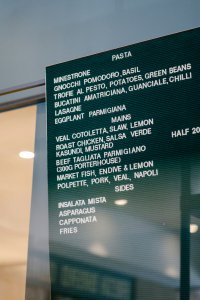 PASTA
MINESTRONE
GNOCCHI POMODORO, BASIL
TROFIE AL PESTO, POTATOES, GREEN BEANS
BUCATINI AMATRICIANA, GUANCIALE, CHILLI
LASAGNE
EGGPLANT PARMIGIANA
MAINS
VEAL COTOLETTA, SLAW, LEMON
ROAST CHICKEN, SALSA VERDE HALF 20
KASUNDI, MUSTARD
BEEF TAGLIATA PARMIGIANO
(300G PORTERHOUSE)
MARKET FISH, ENDIVE & LEMON
POLPETTE, PORK, VEAL, NAPOLI
SIDES
INSALATA MISTA
ASPARAGUS
CAPPONATA
FRIES